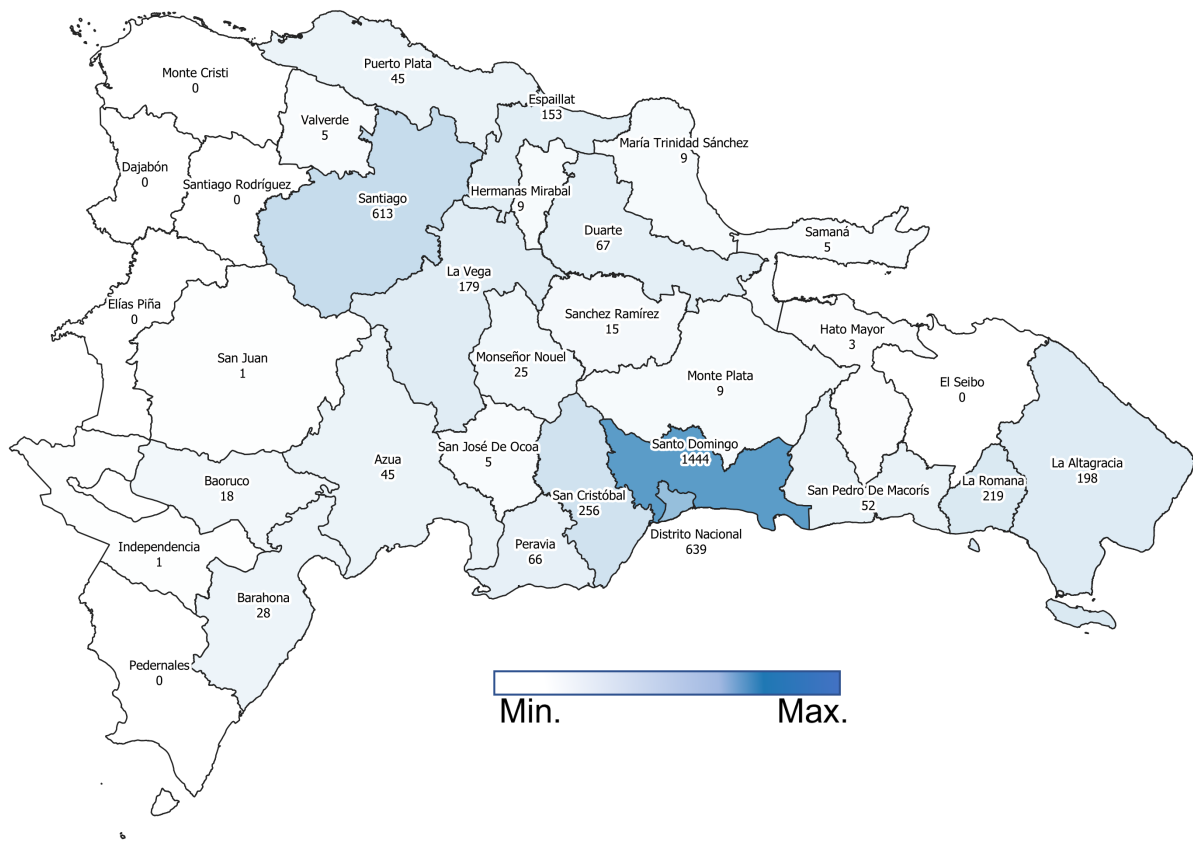 Monte Cristi
0
Puerto Plata
45
Espaillat
153
Valverde
5
María Trinidad Sánchez
9
Dajabón
0
Santiago Rodríguez
0
Santiago
613
Hermanas Mirabal
9
Duarte
67
Samaná
5
La Vega
179
Elías Piña
0
Sanchez Ramírez
15
Hato Mayor
3
San Juan
1
Monseñor Nouel
25
Monte Plata
9
El Seibo
0
Santo Domingo
1444
San José De Ocoa
5
Azua
45
La Altagracia
198
Baoruco
18
La Romana
219
San Pedro De Macorís
52
San Cristóbal
256
Distrito Nacional
639
Independencia
1
Peravia
66
Barahona
28
Pedernales
0
Min.
Max.